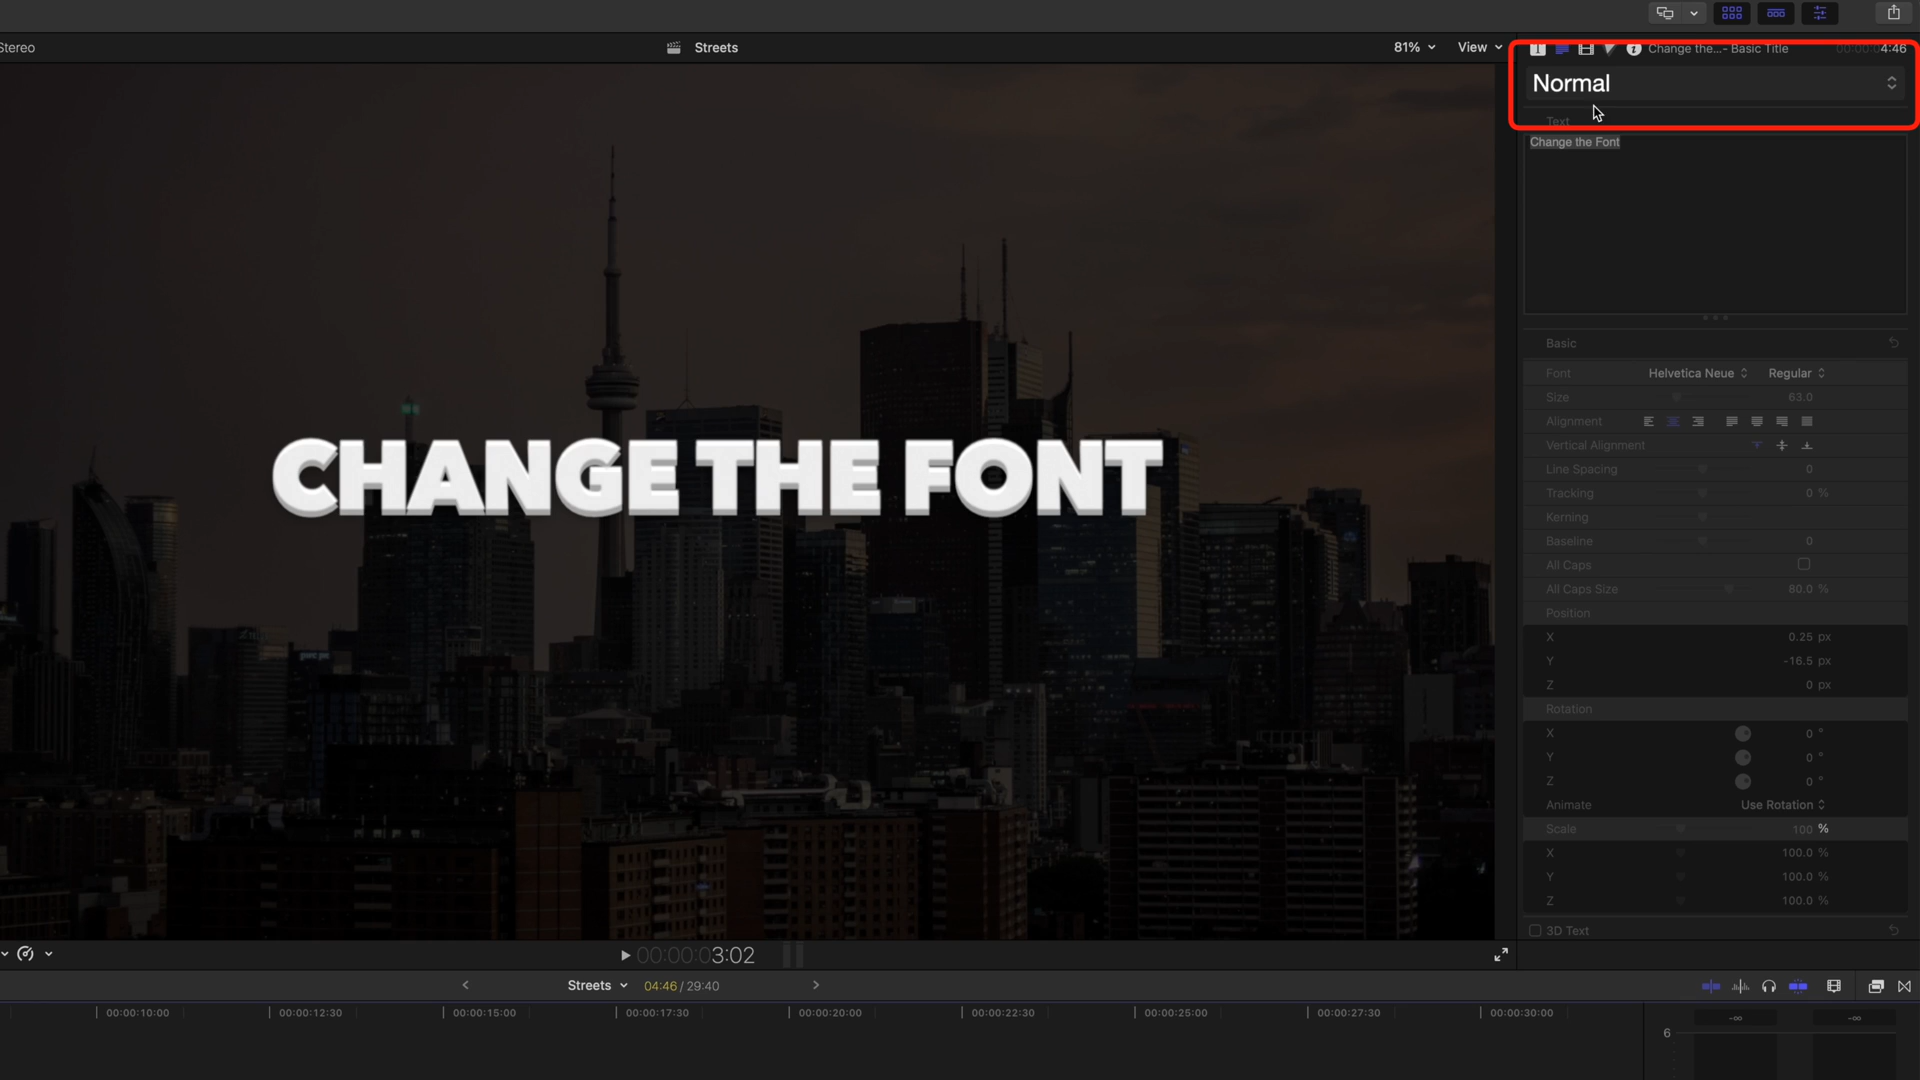 Stereo
Streets
81%
View
Change the...- Basic Title
00:00:04:46
Normal
Text
Change the Font
CHANGE THE FONT
Basic
Font Helvetica Neue Regular
Size 63.0
Alignment
Vertical Alignment
Line Spacing 0
Tracking 0 %
Kerning
Baseline 0
All Caps
All Caps Size 80.0 %
Position
X 0.25 px
Y -16.5 px
Z 0 px
Rotation
X 0 °
Y 0 °
Z 0 °
Animate Use Rotation
Scale 100 %
X 100.0 %
Y 100.0 %
Z 100.0 %
3D Text
00:00:03:02
Streets 04:46 / 29:40
00:00:10:00 00:00:12:30 00:00:15:00 00:00:17:30 00:00:20:00 00:00:22:30 00:00:25:00 00:00:27:30 00:00:30:00
-∞ -∞
6